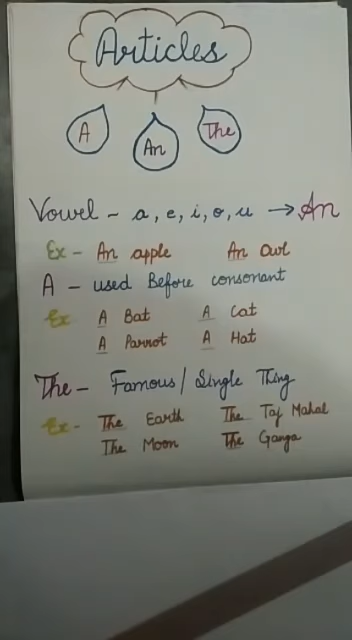 Articles
A An The
Vowel - a, e, i, o, u → An
Ex - An apple An Owl
A - used Before consonant
Ex A Bat A Cat
A Parrot A Hat
The - Famous / Single Thing
Ex - The Earth The Taj Mahal
The Moon The Ganga